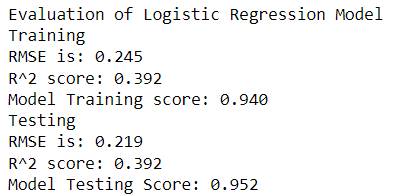 Evaluation of Logistic Regression Model
Training
RMSE is: 0.245
R^2 score: 0.392
Model Training score: 0.940
Testing
RMSE is: 0.219
R^2 score: 0.392
Model Testing Score: 0.952